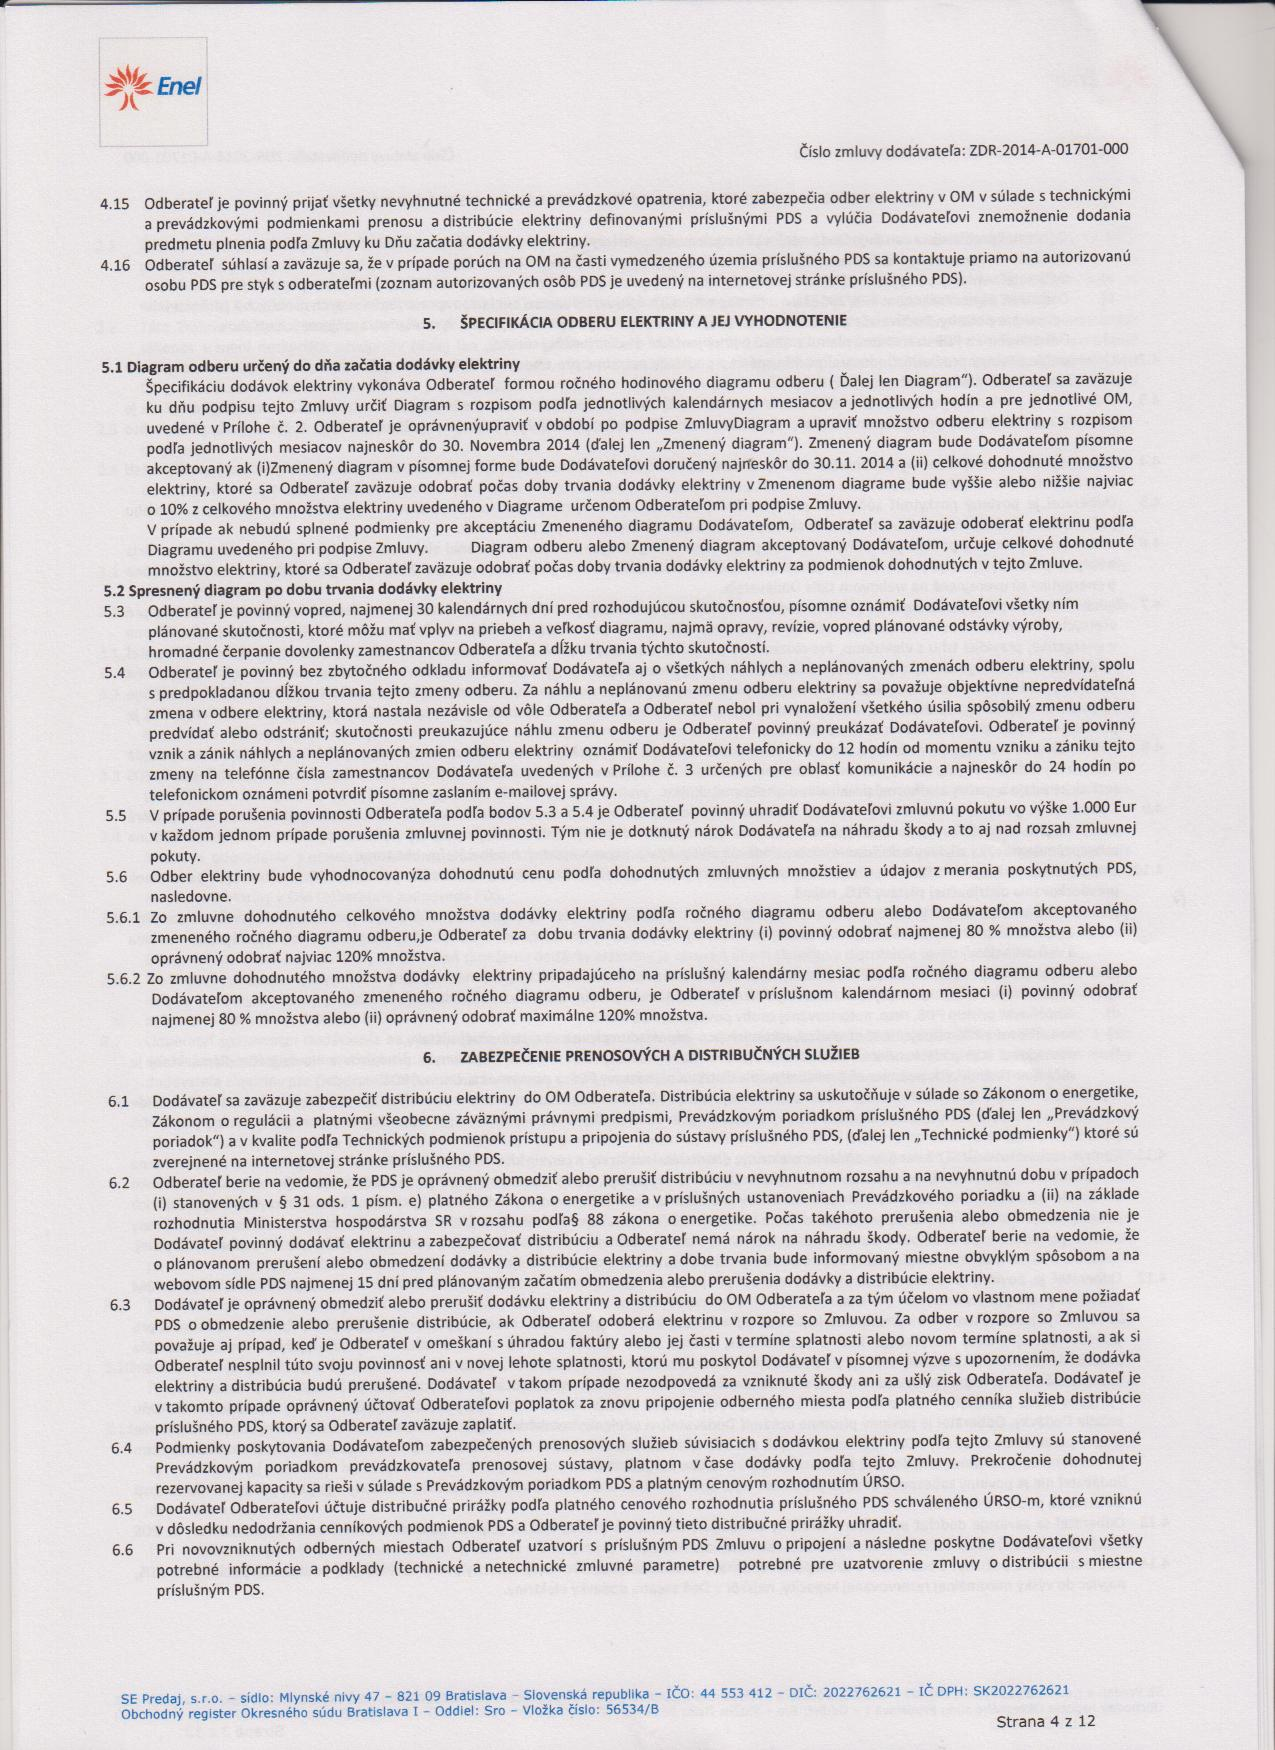 Enel
Číslo zmluvy dodávateľa: ZDR-2014-A-01701-000
4.15 Odberateľ je povinný prijať všetky nevyhnutné technické a prevádzkové opatrenia, ktoré zabezpečia odber elektriny v OM v súlade s technickými
a prevádzkovými podmienkami prenosu a distribúcie elektriny definovanými príslušnými PDS a vylúčia Dodávateľovi znemožnenie dodania
predmetu plnenia podľa Zmluvy ku Dňu začatia dodávky elektriny.
4.16 Odberateľ súhlasí a zaväzuje sa, že v prípade porúch na OM na časti vymedzeného územia príslušného PDS sa kontaktuje priamo na autorizovanú
osobu PDS pre styk s odberateľmi (zoznam autorizovaných osôb PDS je uvedený na internetovej stránke príslušného PDS).
5. ŠPECIFIKÁCIA ODBERU ELEKTRINY A JEJ VYHODNOTENIE
5.1 Diagram odberu určený do dňa začatia dodávky elektriny
Špecifikáciu dodávok elektriny vykonáva Odberateľ formou ročného hodinového diagramu odberu ( Ďalej len Diagram“). Odberateľ sa zaväzuje
ku dňu podpisu tejto Zmluvy určiť Diagram s rozpisom podľa jednotlivých kalendárnych mesiacov a jednotlivých hodín a pre jednotlivé OM,
uvedené v Prílohe č. 2. Odberateľ je oprávnenýupraviť v období po podpise ZmluvyDiagram a upraviť množstvo odberu elektriny s rozpisom
podľa jednotlivých mesiacov najneskôr do 30. Novembra 2014 (ďalej len „Zmenený diagram“). Zmenený diagram bude Dodávateľom písomne
akceptovaný ak (i)Zmenený diagram v písomnej forme bude Dodávateľovi doručený najneskôr do 30.11. 2014 a (ii) celkové dohodnuté množstvo
elektriny, ktoré sa Odberateľ zaväzuje odobrať počas doby trvania dodávky elektriny v Zmenenom diagrame bude vyššie alebo nižšie najviac
o 10% z celkového množstva elektriny uvedeného v Diagrame určenom Odberateľom pri podpise Zmluvy.
V prípade ak nebudú splnené podmienky pre akceptáciu Zmeneného diagramu Dodávateľom, Odberateľ sa zaväzuje odoberať elektrinu podľa
Diagramu uvedeného pri podpise Zmluvy. Diagram odberu alebo Zmenený diagram akceptovaný Dodávateľom, určuje celkové dohodnuté
množstvo elektriny, ktoré sa Odberateľ zaväzuje odobrať počas doby trvania dodávky elektriny za podmienok dohodnutých v tejto Zmluve.
5.2 Spresnený diagram po dobu trvania dodávky elektriny
5.3 Odberateľ je povinný vopred, najmenej 30 kalendárnych dní pred rozhodujúcou skutočnosťou, písomne oznámiť Dodávateľovi všetky ním
plánované skutočnosti, ktoré môžu mať vplyv na priebeh a veľkosť diagramu, najmä opravy, revízie, vopred plánované odstávky výroby,
hromadné čerpanie dovolenky zamestnancov Odberateľa a dĺžku trvania týchto skutočností.
5.4 Odberateľ je povinný bez zbytočného odkladu informovať Dodávateľa aj o všetkých náhlych a neplánovaných zmenách odberu elektriny, spolu
s predpokladanou dĺžkou trvania tejto zmeny odberu. Za náhlu a neplánovanú zmenu odberu elektriny sa považuje objektívne nepredvídateľná
zmena v odbere elektriny, ktorá nastala nezávisle od vôle Odberateľa a Odberateľ nebol pri vynaložení všetkého úsilia spôsobilý zmenu odberu
predvídať alebo odstrániť; skutočnosti preukazujúce náhlu zmenu odberu je Odberateľ povinný preukázať Dodávateľovi. Odberateľ je povinný
vznik a zánik náhlych a neplánovaných zmien odberu elektriny oznámiť Dodávateľovi telefonicky do 12 hodín od momentu vzniku a zániku tejto
zmeny na telefónne čísla zamestnancov Dodávateľa uvedených v Prílohe č. 3 určených pre oblasť komunikácie a najneskôr do 24 hodín po
telefonickom oznámení potvrdiť písomne zaslaním e-mailovej správy.
5.5 V prípade porušenia povinnosti Odberateľa podľa bodov 5.3 a 5.4 je Odberateľ povinný uhradiť Dodávateľovi zmluvnú pokutu vo výške 1.000 Eur
v každom jednom prípade porušenia zmluvnej povinnosti. Tým nie je dotknutý nárok Dodávateľa na náhradu škody a to aj nad rozsah zmluvnej
pokuty.
5.6 Odber elektriny bude vyhodnocovanýza dohodnutú cenu podľa dohodnutých zmluvných množstiev a údajov z merania poskytnutých PDS,
nasledovne.
5.6.1 Zo zmluvne dohodnutého celkového množstva dodávky elektriny podľa ročného diagramu odberu alebo Dodávateľom akceptovaného
zmeneného ročného diagramu odberu,je Odberateľ za dobu trvania dodávky elektriny (i) povinný odobrať najmenej 80 % množstva alebo (ii)
oprávnený odobrať najviac 120% množstva.
5.6.2 Zo zmluvne dohodnutého množstva dodávky elektriny pripadajúceho na príslušný kalendárny mesiac podľa ročného diagramu odberu alebo
Dodávateľom akceptovaného zmeneného ročného diagramu odberu, je Odberateľ v príslušnom kalendárnom mesiaci (i) povinný odobrať
najmenej 80 % množstva alebo (ii) oprávnený odobrať maximálne 120% množstva.
6. ZABEZPEČENIE PRENOSOVÝCH A DISTRIBUČNÝCH SLUŽIEB
6.1 Dodávateľ sa zaväzuje zabezpečiť distribúciu elektriny do OM Odberateľa. Distribúcia elektriny sa uskutočňuje v súlade so Zákonom o energetike,
Zákonom o regulácii a platnými všeobecne záväznými právnymi predpismi, Prevádzkovým poriadkom príslušného PDS (ďalej len „Prevádzkový
poriadok“) a v kvalite podľa Technických podmienok prístupu a pripojenia do sústavy príslušného PDS, (ďalej len „Technické podmienky“) ktoré sú
zverejnené na internetovej stránke príslušného PDS.
6.2 Odberateľ berie na vedomie, že PDS je oprávnený obmedziť alebo prerušiť distribúciu v nevyhnutnom rozsahu a na nevyhnutnú dobu v prípadoch
(i) stanovených v § 31 ods. 1 písm. e) platného Zákona o energetike a v príslušných ustanoveniach Prevádzkového poriadku a (ii) na základe
rozhodnutia Ministerstva hospodárstva SR v rozsahu podľa§ 88 zákona o energetike. Počas takéhoto prerušenia alebo obmedzenia nie je
Dodávateľ povinný dodávať elektrinu a zabezpečovať distribúciu a Odberateľ nemá nárok na náhradu škody. Odberateľ berie na vedomie, že
o plánovanom prerušení alebo obmedzení dodávky a distribúcie elektriny a dobe trvania bude informovaný miestne obvyklým spôsobom a na
webovom sídle PDS najmenej 15 dní pred plánovaným začatím obmedzenia alebo prerušenia dodávky a distribúcie elektriny.
6.3 Dodávateľ je oprávnený obmedziť alebo prerušiť dodávku elektriny a distribúciu do OM Odberateľa a za tým účelom vo vlastnom mene požiadať
PDS o obmedzenie alebo prerušenie distribúcie, ak Odberateľ odoberá elektrinu v rozpore so Zmluvou. Za odber v rozpore so Zmluvou sa
považuje aj prípad, keď je Odberateľ v omeškaní s úhradou faktúry alebo jej časti v termíne splatnosti alebo novom termíne splatnosti, a ak si
Odberateľ nesplnil túto svoju povinnosť ani v novej lehote splatnosti, ktorú mu poskytol Dodávateľ v písomnej výzve s upozornením, že dodávka
elektriny a distribúcia budú prerušené. Dodávateľ v takom prípade nezodpovedá za vzniknuté škody ani za ušlý zisk Odberateľa. Dodávateľ je
v takomto prípade oprávnený účtovať Odberateľovi poplatok za znovu pripojenie odberného miesta podľa platného cenníka služieb distribúcie
príslušného PDS, ktorý sa Odberateľ zaväzuje zaplatiť.
6.4 Podmienky poskytovania Dodávateľom zabezpečených prenosových služieb súvisiacich s dodávkou elektriny podľa tejto Zmluvy sú stanovené
Prevádzkovým poriadkom prevádzkovateľa prenosovej sústavy, platnom v čase dodávky podľa tejto Zmluvy. Prekročenie dohodnutej
rezervovanej kapacity sa rieši v súlade s Prevádzkovým poriadkom PDS a platným cenovým rozhodnutím ÚRSO.
6.5 Dodávateľ Odberateľovi účtuje distribučné prirážky podľa platného cenového rozhodnutia príslušného PDS schváleného ÚRSO-m, ktoré vzniknú
v dôsledku nedodržania cenníkových podmienok PDS a Odberateľ je povinný tieto distribučné prirážky uhradiť.
6.6 Pri novovzniknutých odberných miestach Odberateľ uzatvorí s príslušným PDS Zmluvu o pripojení a následne poskytne Dodávateľovi všetky
potrebné informácie a podklady (technické a netechnické zmluvné parametre) potrebné pre uzatvorenie zmluvy o distribúcii s miestne
príslušným PDS.
SE Predaj, s.r.o. – sídlo: Mlynské nivy 47 – 821 09 Bratislava – Slovenská republika – IČO: 44 553 412 – DIČ: 2022762621 – IČ DPH: SK2022762621
Obchodný register Okresného súdu Bratislava I – Oddiel: Sro – Vložka číslo: 56534/B
Strana 4 z 12